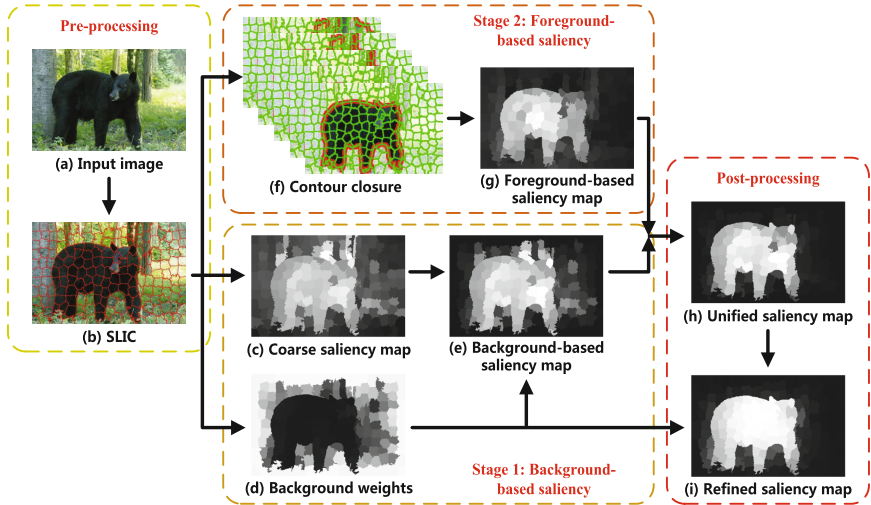 Pre-processing
(a) Input image
(b) SLIC
Stage 2: Foreground-
based saliency
(f) Contour closure
(g) Foreground-based
saliency map
(c) Coarse saliency map
(e) Background-based
saliency map
(d) Background weights
Stage 1: Background-
based saliency
Post-processing
(h) Unified saliency map
(i) Refined saliency map